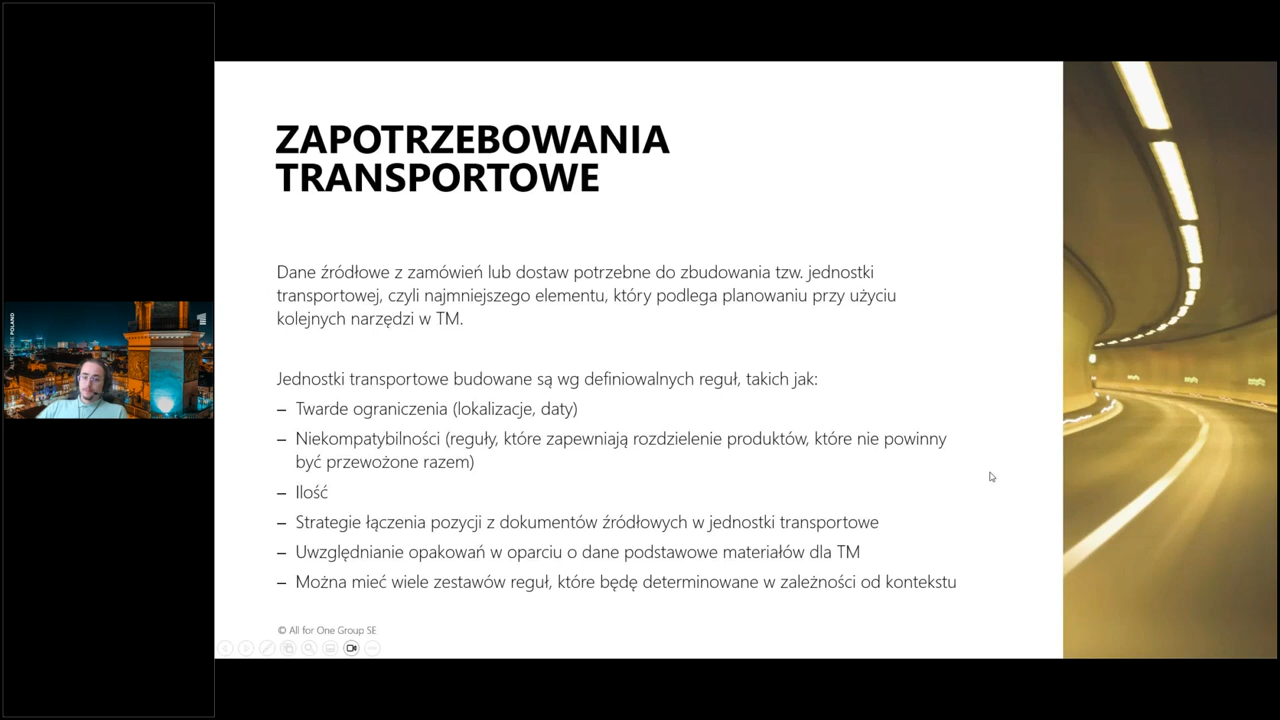 ZAPOTRZEBOWANIA
TRANSPORTOWE
Dane źródłowe z zamówień lub dostaw potrzebne do zbudowania tzw. jednostki
transportowej, czyli najmniejszego elementu, który podlega planowaniu przy użyciu
kolejnych narzędzi w TM.
Jednostki transportowe budowane są wg definiowalnych reguł, takich jak:
– Twarde ograniczenia (lokalizacje, daty)
– Niekompatybilności (reguły, które zapewniają rozdzielenie produktów, które nie powinny
być przewożone razem)
– Ilość
– Strategie łączenia pozycji z dokumentów źródłowych w jednostki transportowe
– Uwzględnianie opakowań w oparciu o dane podstawowe materiałów dla TM
– Można mieć wiele zestawów reguł, które będę determinowane w zależności od kontekstu
© All for One Group SE
POLAND